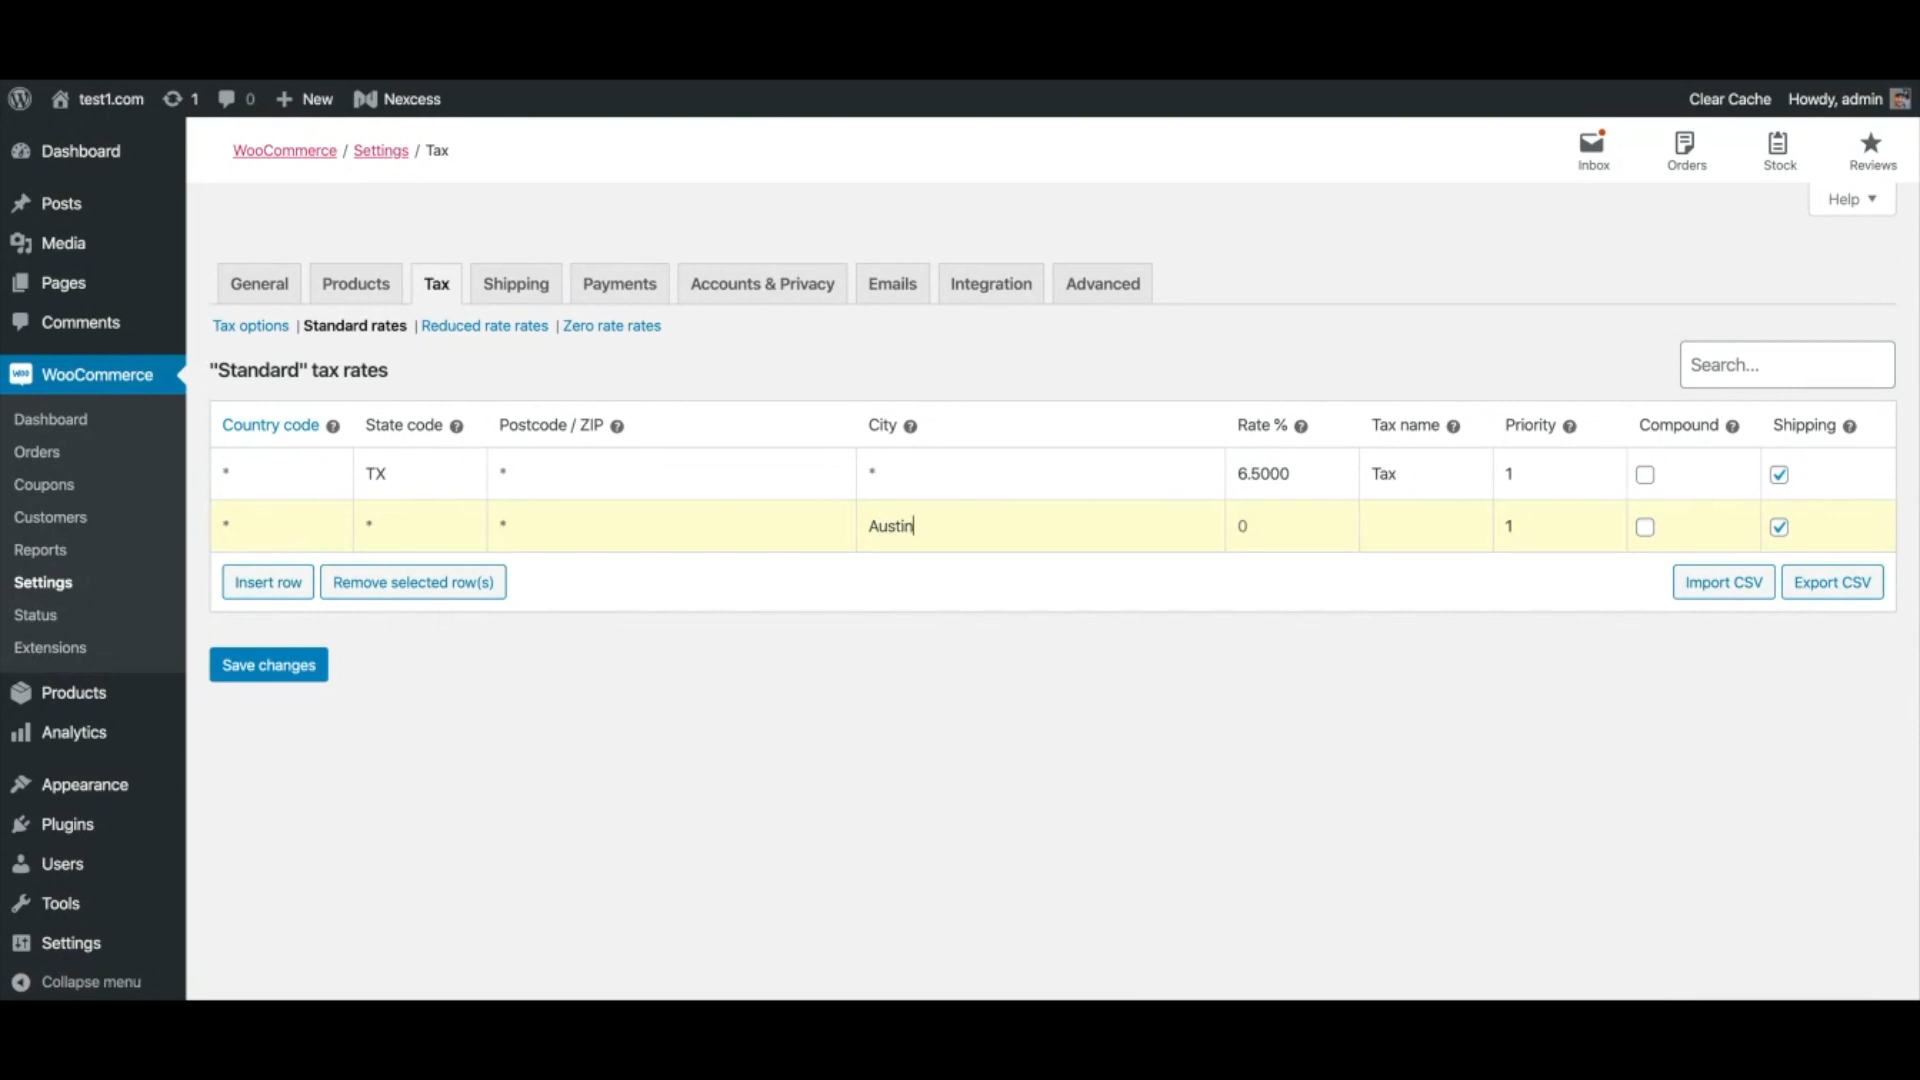 test1.com 1 0 New Nexcess Clear Cache Howdy, admin
Dashboard
Posts
Media
Pages
Comments
WooCommerce
Dashboard
Orders
Coupons
Customers
Reports
Settings
Status
Extensions
Products
Analytics
Appearance
Plugins
Users
Tools
Settings
Collapse menu
WooCommerce / Settings / Tax
Inbox Orders Stock Reviews
Help
General Products Tax Shipping Payments Accounts & Privacy Emails Integration Advanced
Tax options | Standard rates | Reduced rate rates | Zero rate rates
"Standard" tax rates
Search...
Country code State code Postcode / ZIP City Rate % Tax name Priority Compound Shipping
* TX * * 6.5000 Tax 1
* * * Austin 0 1
Insert row Remove selected row(s) Import CSV Export CSV
Save changes